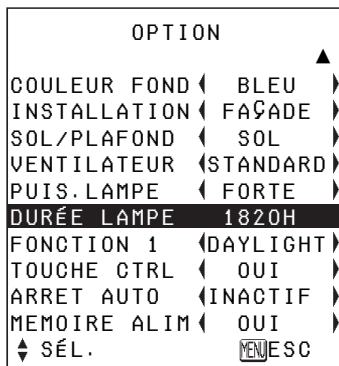 OPTION
COULEUR FOND BLEU
INSTALLATION FAÇADE
SOL/PLAFOND SOL
VENTILATEUR STANDARD
PUIS.LAMPE FORTE
DURÉE LAMPE 1820H
FONCTION 1 DAYLIGHT
TOUCHE CTRL OUI
ARRET AUTO INACTIF
MEMOIRE ALIM OUI
SÉL. MENU ESC